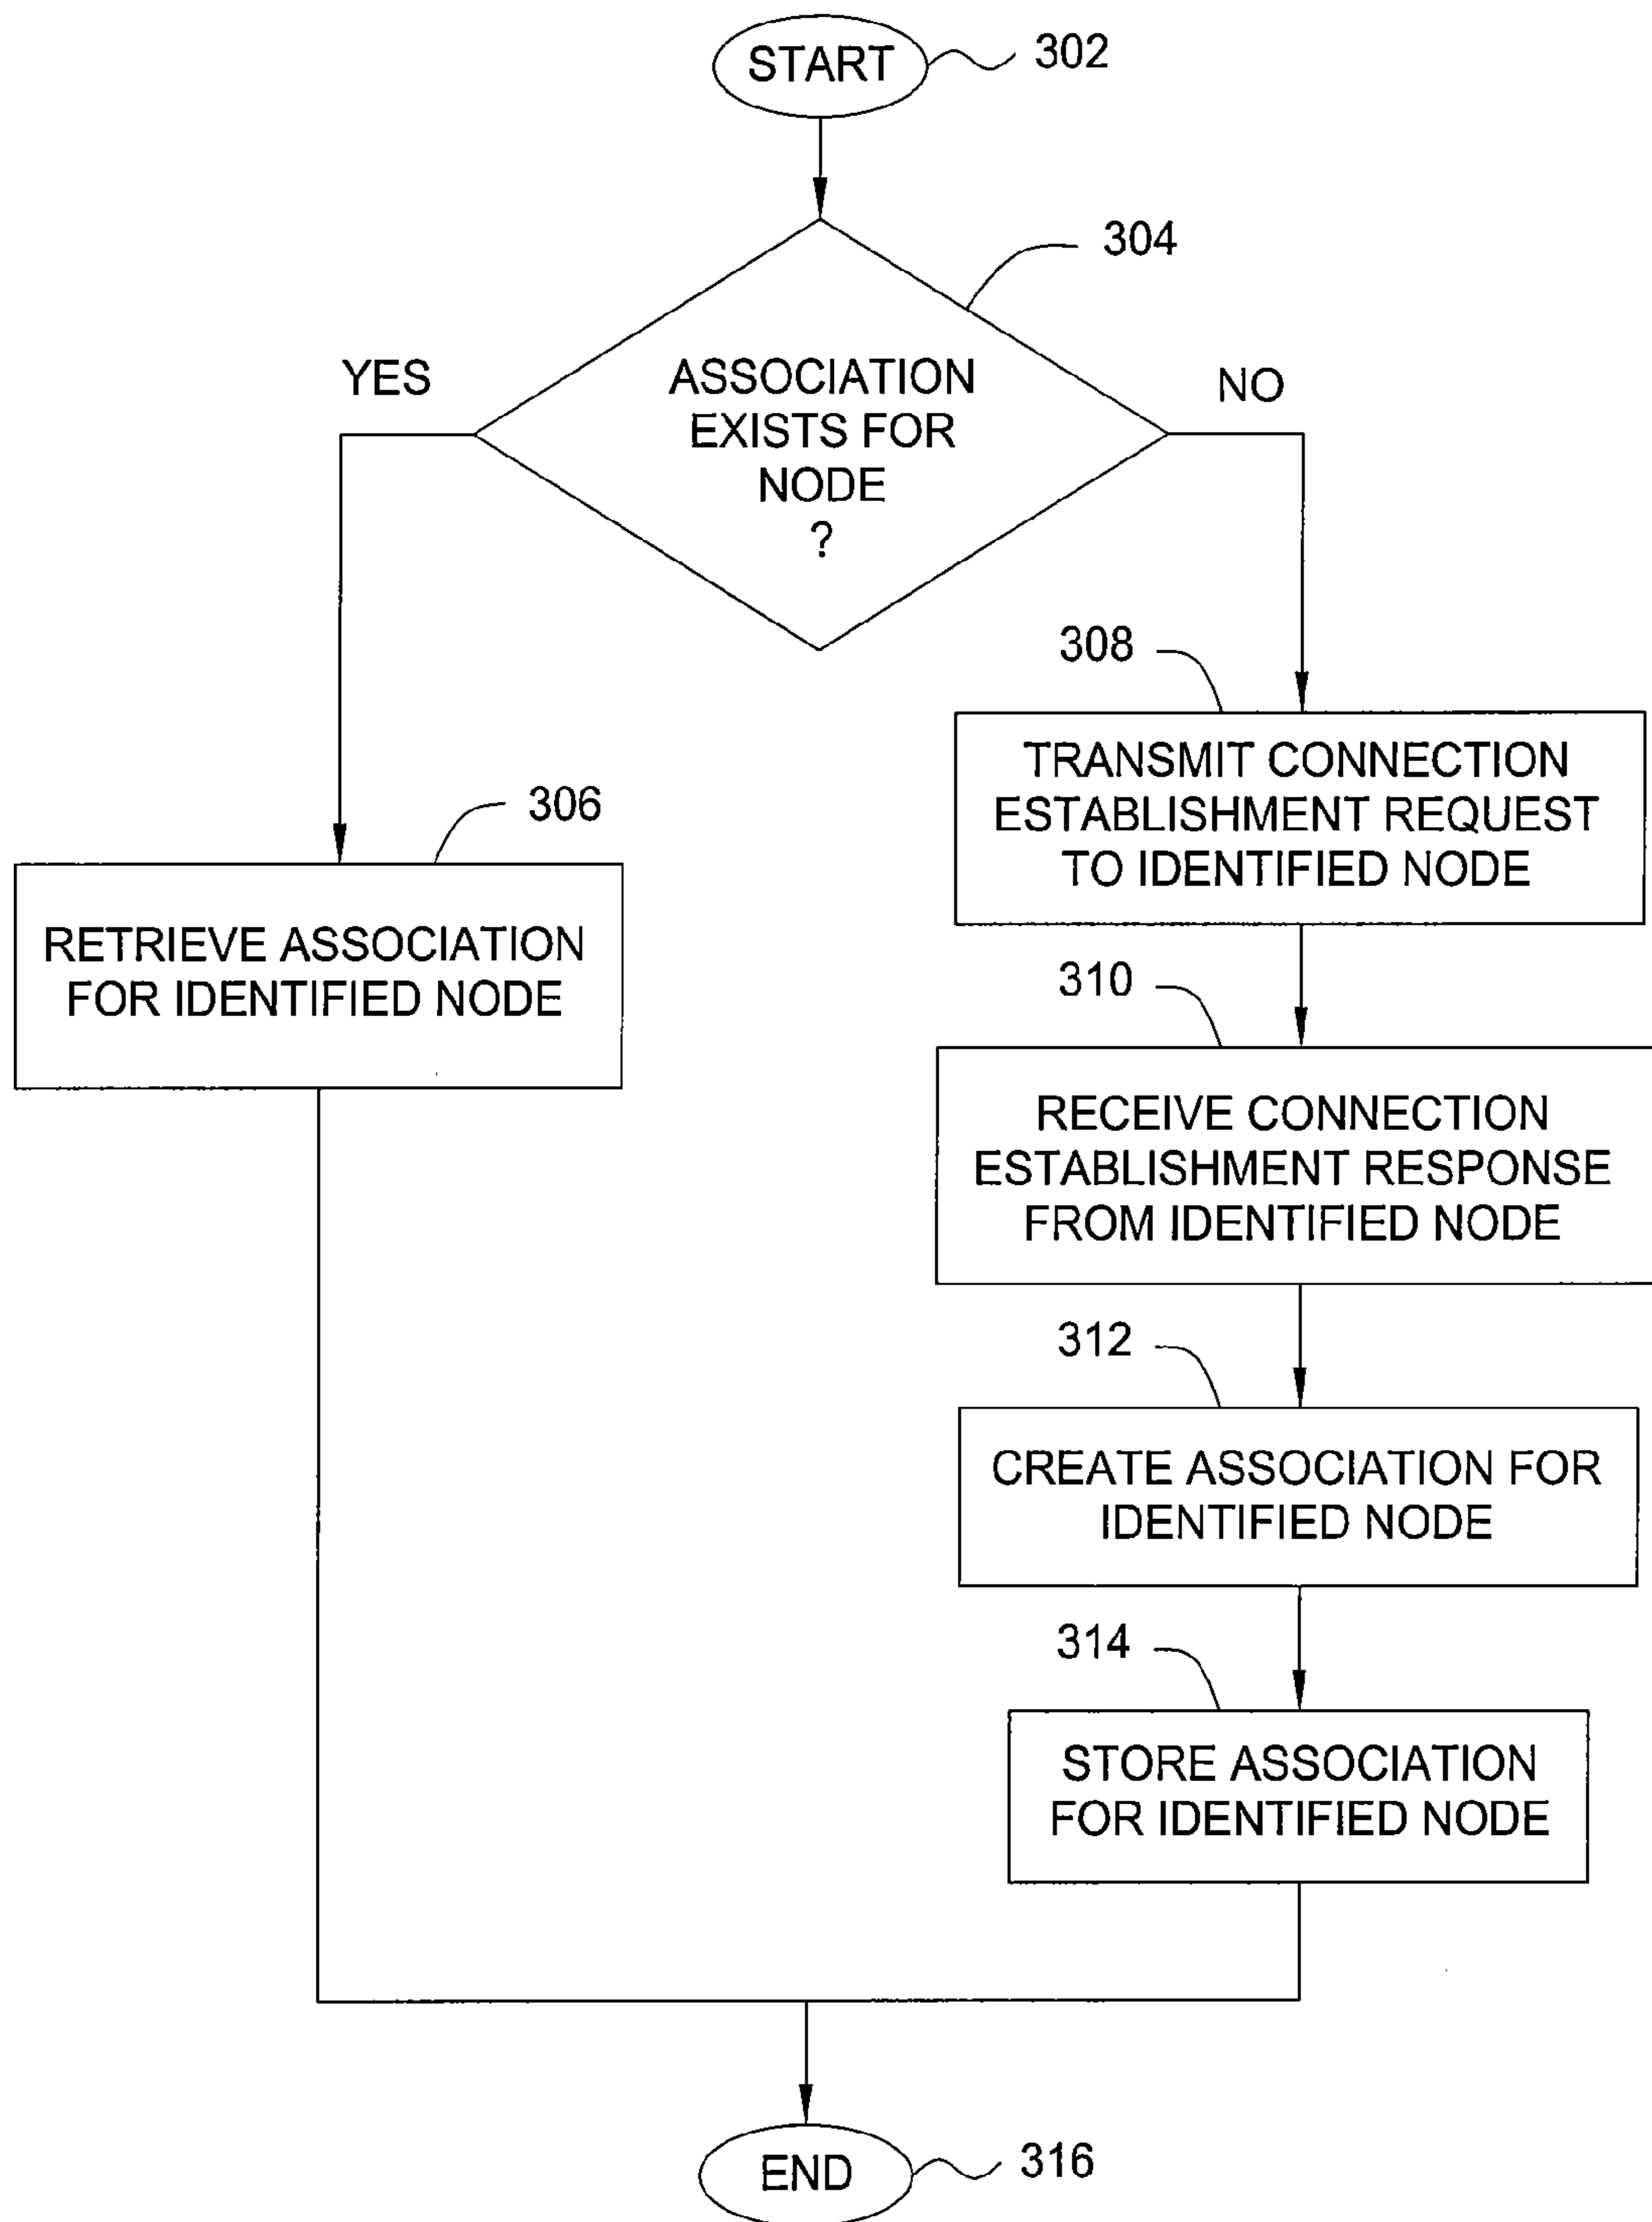 START
302
304
YES
ASSOCIATION
EXISTS FOR
NODE
?
NO
306
RETRIEVE ASSOCIATION
FOR IDENTIFIED NODE
308
TRANSMIT CONNECTION
ESTABLISHMENT REQUEST
TO IDENTIFIED NODE
310
RECEIVE CONNECTION
ESTABLISHMENT RESPONSE
FROM IDENTIFIED NODE
312
CREATE ASSOCIATION FOR
IDENTIFIED NODE
314
STORE ASSOCIATION
FOR IDENTIFIED NODE
END
316